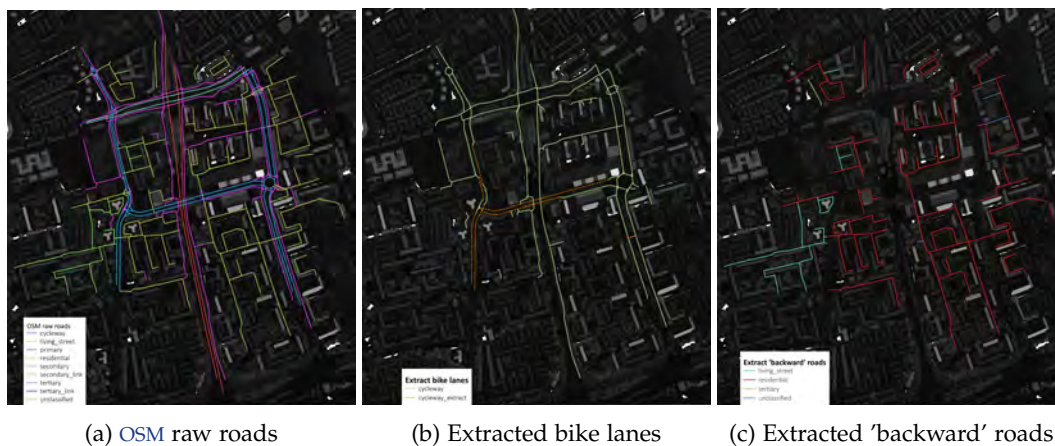 OSM raw roads
cycleway
living_street
primary
residential
secondary
secondary_link
tertiary
tertiary_link
unclassified
Extract bike lanes
cycleway
cycleway_extract
Extract 'backward' roads
living_street
residential
tertiary
unclassified
(a) OSM raw roads
(b) Extracted bike lanes
(c) Extracted 'backward' roads